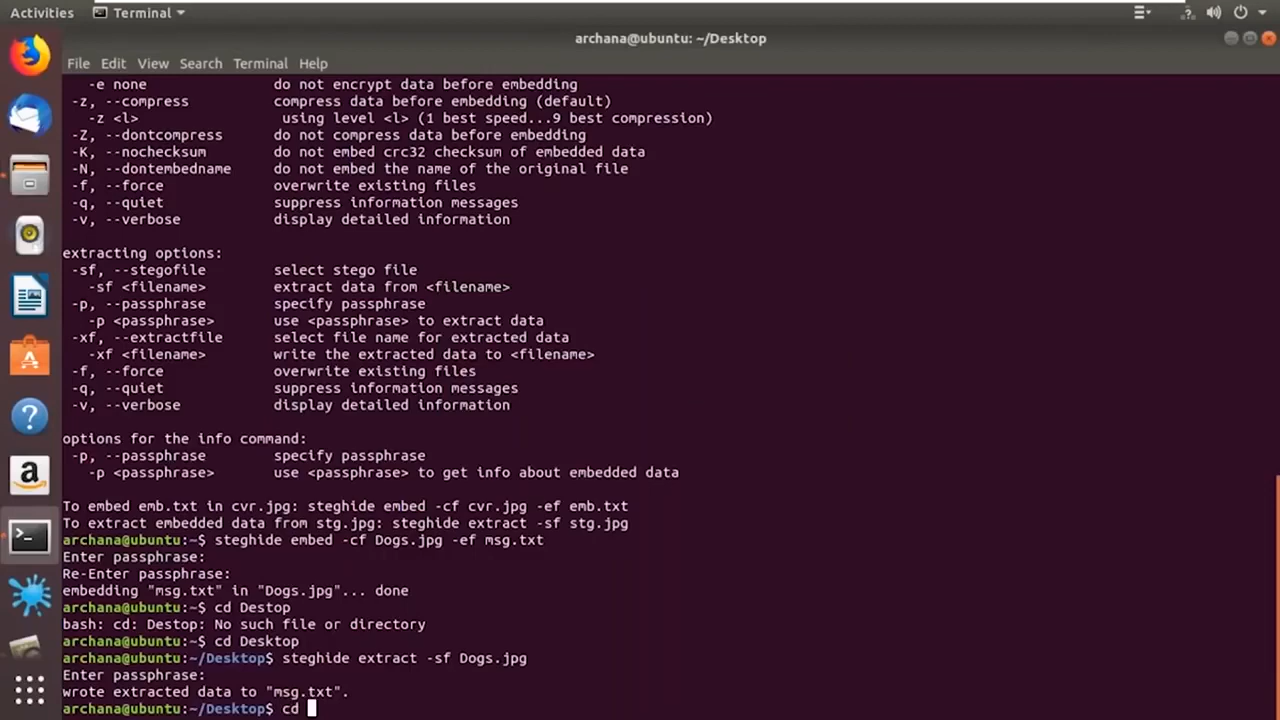 Activities
Terminal
archana@ubuntu: ~/Desktop
File Edit View Search Terminal Help
-e none do not encrypt data before embedding
-z, --compress compress data before embedding (default)
-z <l> using level <l> (1 best speed...9 best compression)
-Z, --dontcompress do not compress data before embedding
-K, --nochecksum do not embed crc32 checksum of embedded data
-N, --dontembedname do not embed the name of the original file
-f, --force overwrite existing files
-q, --quiet suppress information messages
-v, --verbose display detailed information
extracting options:
-sf, --stegofile select stego file
-sf <filename> extract data from <filename>
-p, --passphrase specify passphrase
-p <passphrase> use <passphrase> to extract data
-xf, --extractfile select file name for extracted data
-xf <filename> write the extracted data to <filename>
-f, --force overwrite existing files
-q, --quiet suppress information messages
-v, --verbose display detailed information
options for the info command:
-p, --passphrase specify passphrase
-p <passphrase> use <passphrase> to get info about embedded data
To embed emb.txt in cvr.jpg: steghide embed -cf cvr.jpg -ef emb.txt
To extract embedded data from stg.jpg: steghide extract -sf stg.jpg
archana@ubuntu:~$ steghide embed -cf Dogs.jpg -ef msg.txt
Enter passphrase:
Re-Enter passphrase:
embedding "msg.txt" in "Dogs.jpg"... done
archana@ubuntu:~$ cd Destop
bash: cd: Destop: No such file or directory
archana@ubuntu:~$ cd Desktop
archana@ubuntu:~/Desktop$ steghide extract -sf Dogs.jpg
Enter passphrase:
wrote extracted data to "msg.txt".
archana@ubuntu:~/Desktop$ cd